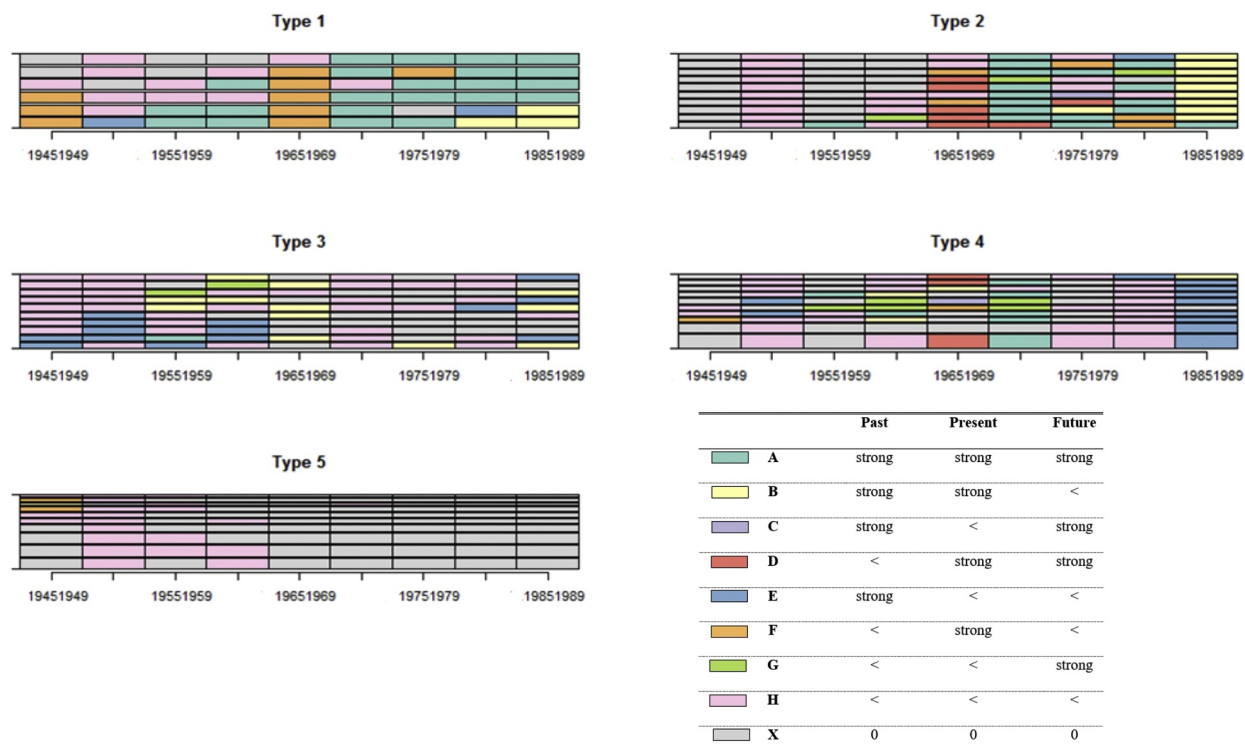 Type 1
19451949 19551959 19651969 19751979 19851989
Type 2
19451949 19551959 19651969 19751979 19851989
Type 3
19451949 19551959 19651969 19751979 19851989
Type 4
19451949 19551959 19651969 19751979 19851989
Type 5
19451949 19551959 19651969 19751979 19851989
Past Present Future
A strong strong strong
B strong strong <
C strong < strong
D < strong strong
E strong < <
F < strong <
G < < strong
H < < <
X 0 0 0